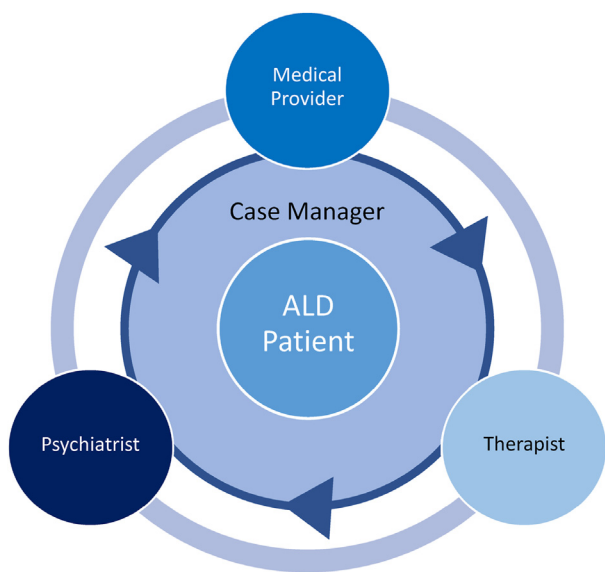 Medical
Provider
Case Manager
ALD
Patient
Psychiatrist
Therapist